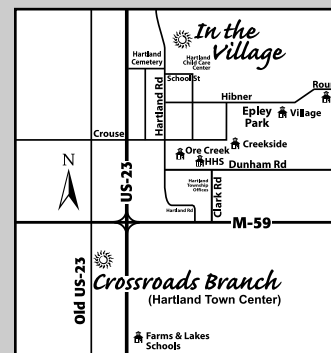 In the
Village
Hartland
Cemetery
Hartland
Child Care
Center
School St
Hartland Rd
Hibner
Rou
Epley
Park
Village
Crouse
Creekside
Ore Creek
HHS
Dunham Rd
N
US-23
Hartland
Township
Offices
Clark Rd
Hartland Rd
M-59
Old US-23
Crossroads Branch
(Hartland Town Center)
Farms & Lakes
Schools